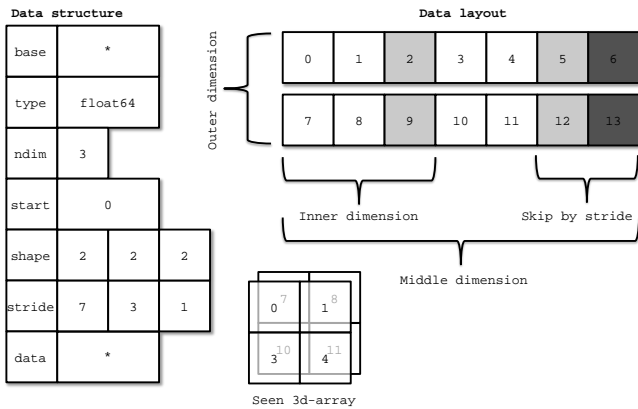 Data structure
base *
type float64
ndim 3
start 0
shape 2 2 2
stride 7 3 1
data *
Data layout
Outer dimension
0 1 2 3 4 5 6
7 8 9 10 11 12 13
Inner dimension
Skip by stride
Middle dimension
0 7 1 8
3 10 4 11
Seen 3d-array